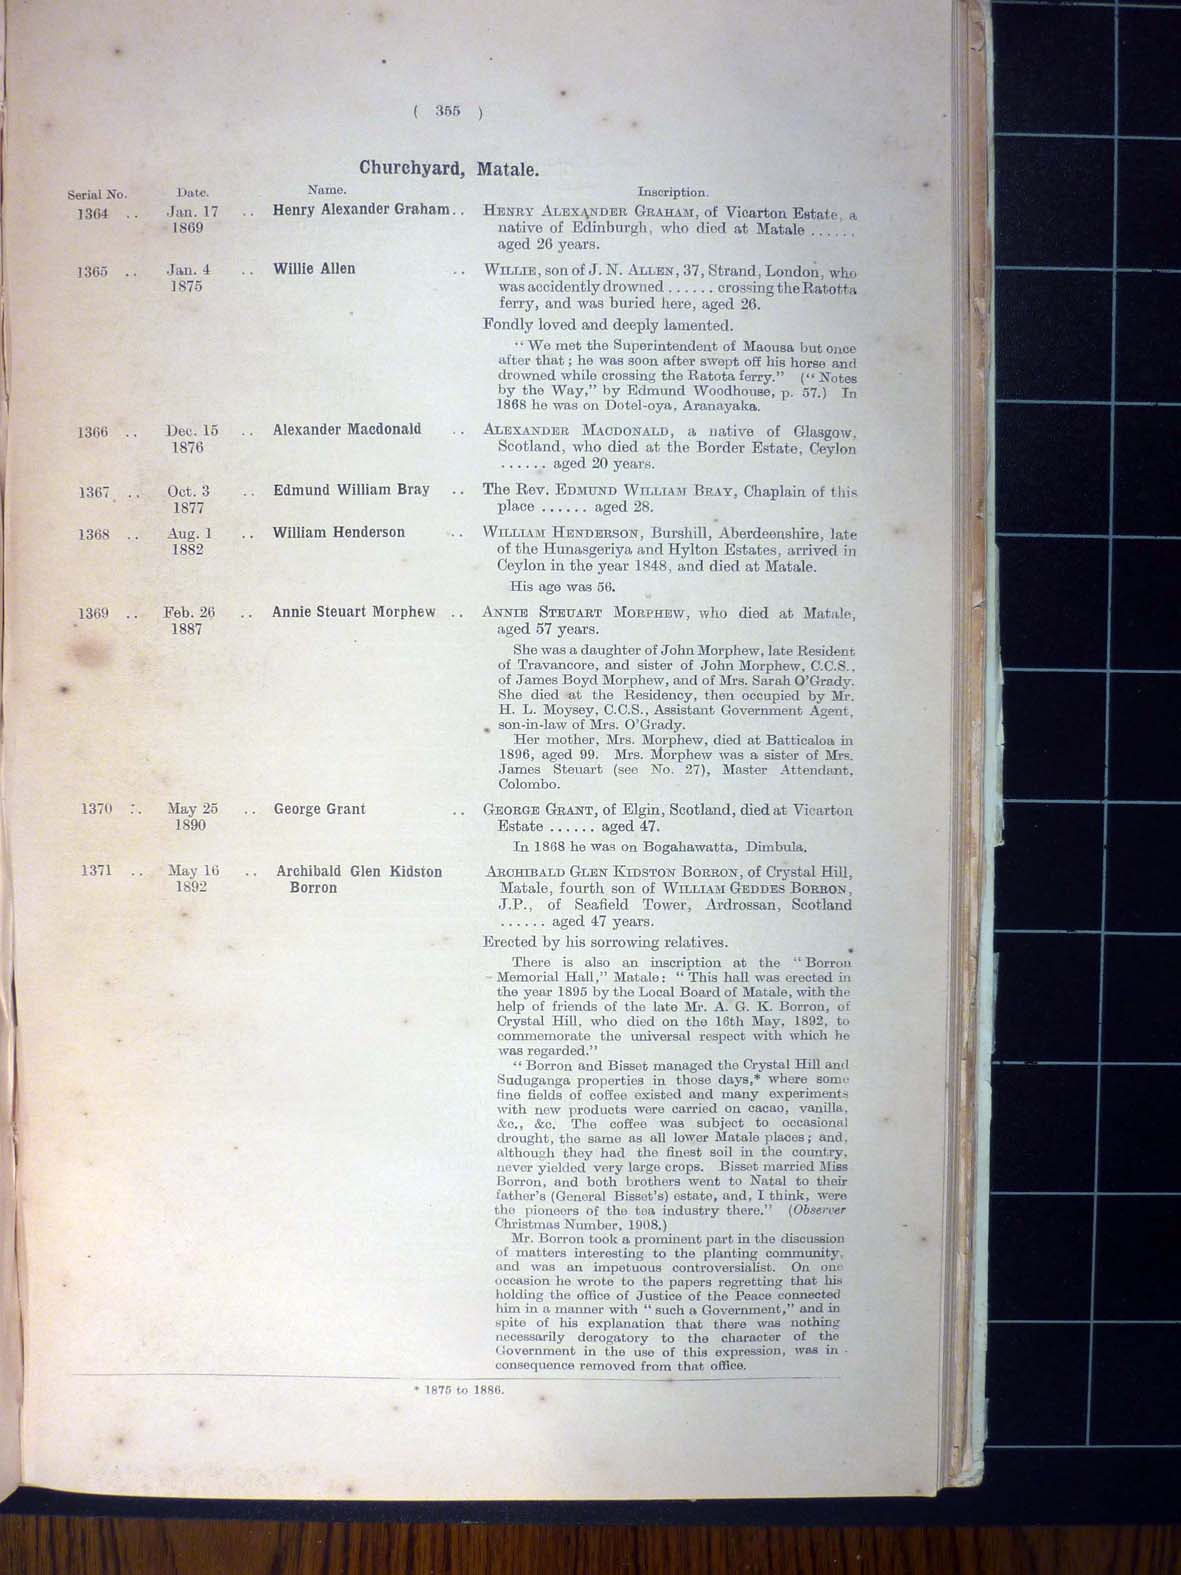 ( 355 )
Churchyard, Matale.
Serial No. Date. Name. Inscription.
1364 .. Jan. 17 .. Henry Alexander Graham .. HENRY ALEXANDER GRAHAM, of Vicarton Estate, a
1869 native of Edinburgh, who died at Matale ......
aged 26 years.
1365 .. Jan. 4 .. Willie Allen .. WILLIE, son of J. N. ALLEN, 37, Strand, London, who
1875 was accidently drowned ...... crossing the Ratotta
ferry, and was buried here, aged 26.
Fondly loved and deeply lamented.
“ We met the Superintendent of Maousa but once
after that ; he was soon after swept off his horse and
drowned while crossing the Ratota ferry.” (“ Notes
by the Way,” by Edmund Woodhouse, p. 57.) In
1868 he was on Dotel-oya, Aranayaka.
1366 .. Dec. 15 .. Alexander Macdonald .. ALEXANDER MACDONALD, a native of Glasgow,
1876 Scotland, who died at the Border Estate, Ceylon
...... aged 20 years.
1367 .. Oct. 3 .. Edmund William Bray .. The Rev. EDMUND WILLIAM BRAY, Chaplain of this
1877 place ...... aged 28.
1368 .. Aug. 1 .. William Henderson .. WILLIAM HENDERSON, Burshill, Aberdeenshire, late
1882 of the Hunasgeriya and Hylton Estates, arrived in
Ceylon in the year 1848, and died at Matale.
His age was 56.
1369 .. Feb. 26 .. Annie Steuart Morphew .. ANNIE STEUART MORPHEW, who died at Matale,
1887 aged 57 years.
She was a daughter of John Morphew, late Resident
of Travancore, and sister of John Morphew, C.C.S.,
of James Boyd Morphew, and of Mrs. Sarah O'Grady.
She died at the Residency, then occupied by Mr.
H. L. Moysey, C.C.S., Assistant Government Agent,
son-in-law of Mrs. O'Grady.
Her mother, Mrs. Morphew, died at Batticaloa in
1896, aged 99. Mrs. Morphew was a sister of Mrs.
James Steuart (see No. 27), Master Attendant,
Colombo.
1370 .. May 25 .. George Grant .. GEORGE GRANT, of Elgin, Scotland, died at Vicarton
1890 Estate ...... aged 47.
In 1868 he was on Bogahawatta, Dimbula.
1371 .. May 16 .. Archibald Glen Kidston ARCHIBALD GLEN KIDSTON BORRON, of Crystal Hill,
1892 Borron Matale, fourth son of WILLIAM GEDDES BORRON,
J.P., of Seafield Tower, Ardrossan, Scotland
...... aged 47 years.
Erected by his sorrowing relatives.
There is also an inscription at the “ Borron
Memorial Hall,” Matale: “ This hall was erected in
the year 1895 by the Local Board of Matale, with the
help of friends of the late Mr. A. G. K. Borron, of
Crystal Hill, who died on the 16th May, 1892, to
commemorate the universal respect with which he
was regarded.”
“ Borron and Bisset managed the Crystal Hill and
Suduganga properties in those days,* where some
fine fields of coffee existed and many experiments
with new products were carried on cacao, vanilla,
&c., &c. The coffee was subject to occasional
drought, the same as all lower Matale places ; and,
although they had the finest soil in the country,
never yielded very large crops. Bisset married Miss
Borron, and both brothers went to Natal to their
father's (General Bisset's) estate, and, I think, were
the pioneers of the tea industry there.” (Observer
Christmas Number, 1908.)
Mr. Borron took a prominent part in the discussion
of matters interesting to the planting community,
and was an impetuous controversialist. On one
occasion he wrote to the papers regretting that his
holding the office of Justice of the Peace connected
him in a manner with “ such a Government,” and in
spite of his explanation that there was nothing
necessarily derogatory to the character of the
Government in the use of this expression, was in
consequence removed from that office.
* 1875 to 1886.